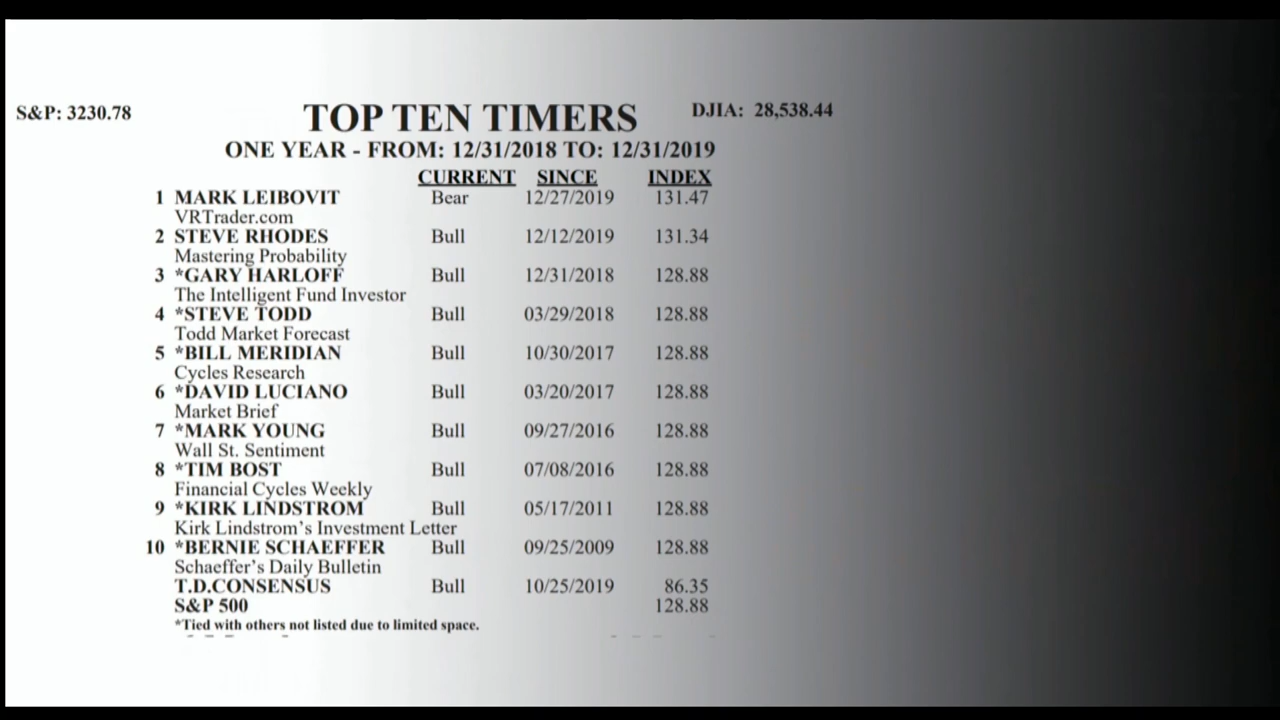 S&P: 3230.78
TOP TEN TIMERS
DJIA: 28,538.44
ONE YEAR - FROM: 12/31/2018 TO: 12/31/2019
CURRENT SINCE INDEX
1 MARK LEIBOVIT Bear 12/27/2019 131.47
VRTrader.com
2 STEVE RHODES Bull 12/12/2019 131.34
Mastering Probability
3 *GARY HARLOFF Bull 12/31/2018 128.88
The Intelligent Fund Investor
4 *STEVE TODD Bull 03/29/2018 128.88
Todd Market Forecast
5 *BILL MERIDIAN Bull 10/30/2017 128.88
Cycles Research
6 *DAVID LUCIANO Bull 03/20/2017 128.88
Market Brief
7 *MARK YOUNG Bull 09/27/2016 128.88
Wall St. Sentiment
8 *TIM BOST Bull 07/08/2016 128.88
Financial Cycles Weekly
9 *KIRK LINDSTROM Bull 05/17/2011 128.88
Kirk Lindstrom's Investment Letter
10 *BERNIE SCHAEFFER Bull 09/25/2009 128.88
Schaeffer's Daily Bulletin
T.D.CONSENSUS Bull 10/25/2019 86.35
S&P 500 128.88
*Tied with others not listed due to limited space.